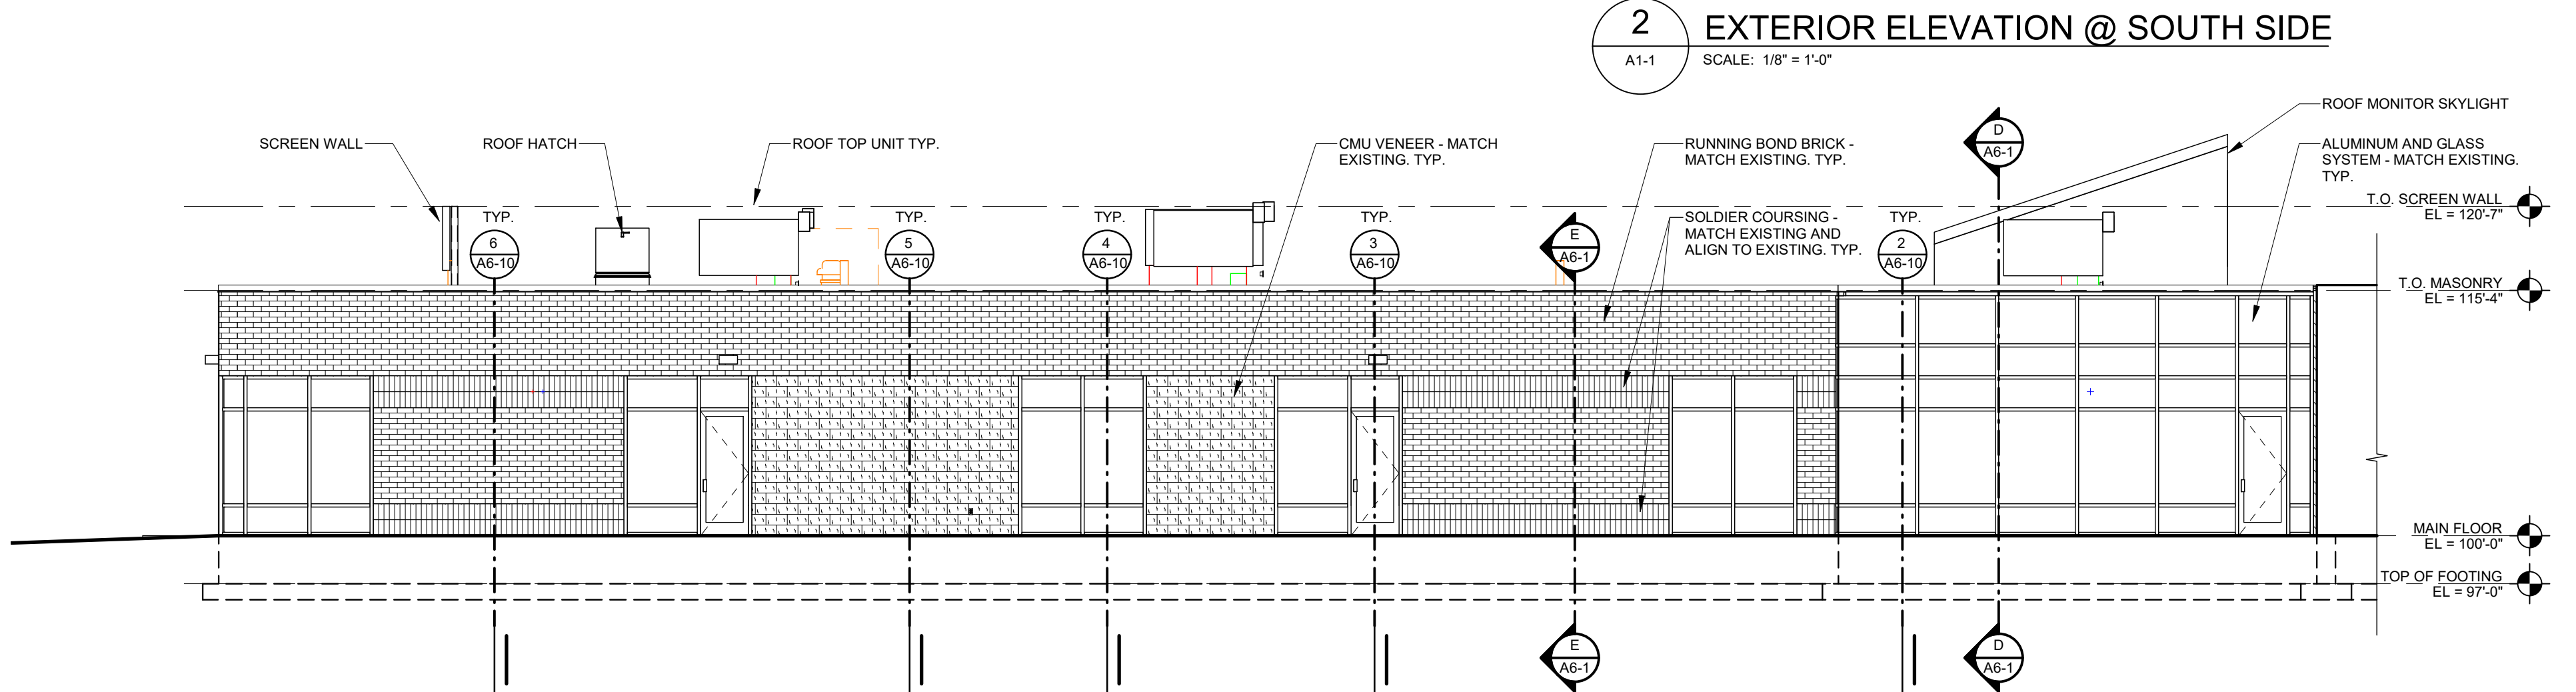 2
A1-1
EXTERIOR ELEVATION @ SOUTH SIDE
SCALE: 1/8" = 1'-0"
SCREEN WALL
ROOF HATCH
ROOF TOP UNIT TYP.
CMU VENEER - MATCH
EXISTING. TYP.
RUNNING BOND BRICK -
MATCH EXISTING. TYP.
SOLDIER COURSING -
MATCH EXISTING AND
ALIGN TO EXISTING. TYP.
ROOF MONITOR SKYLIGHT
ALUMINUM AND GLASS
SYSTEM - MATCH EXISTING.
TYP.
D
A6-1
TYP.
6
A6-10
TYP.
5
A6-10
TYP.
4
A6-10
TYP.
3
A6-10
E
A6-1
TYP.
2
A6-10
T.O. SCREEN WALL
EL = 120'-7"
T.O. MASONRY
EL = 115'-4"
MAIN FLOOR
EL = 100'-0"
TOP OF FOOTING
EL = 97'-0"
E
A6-1
D
A6-1